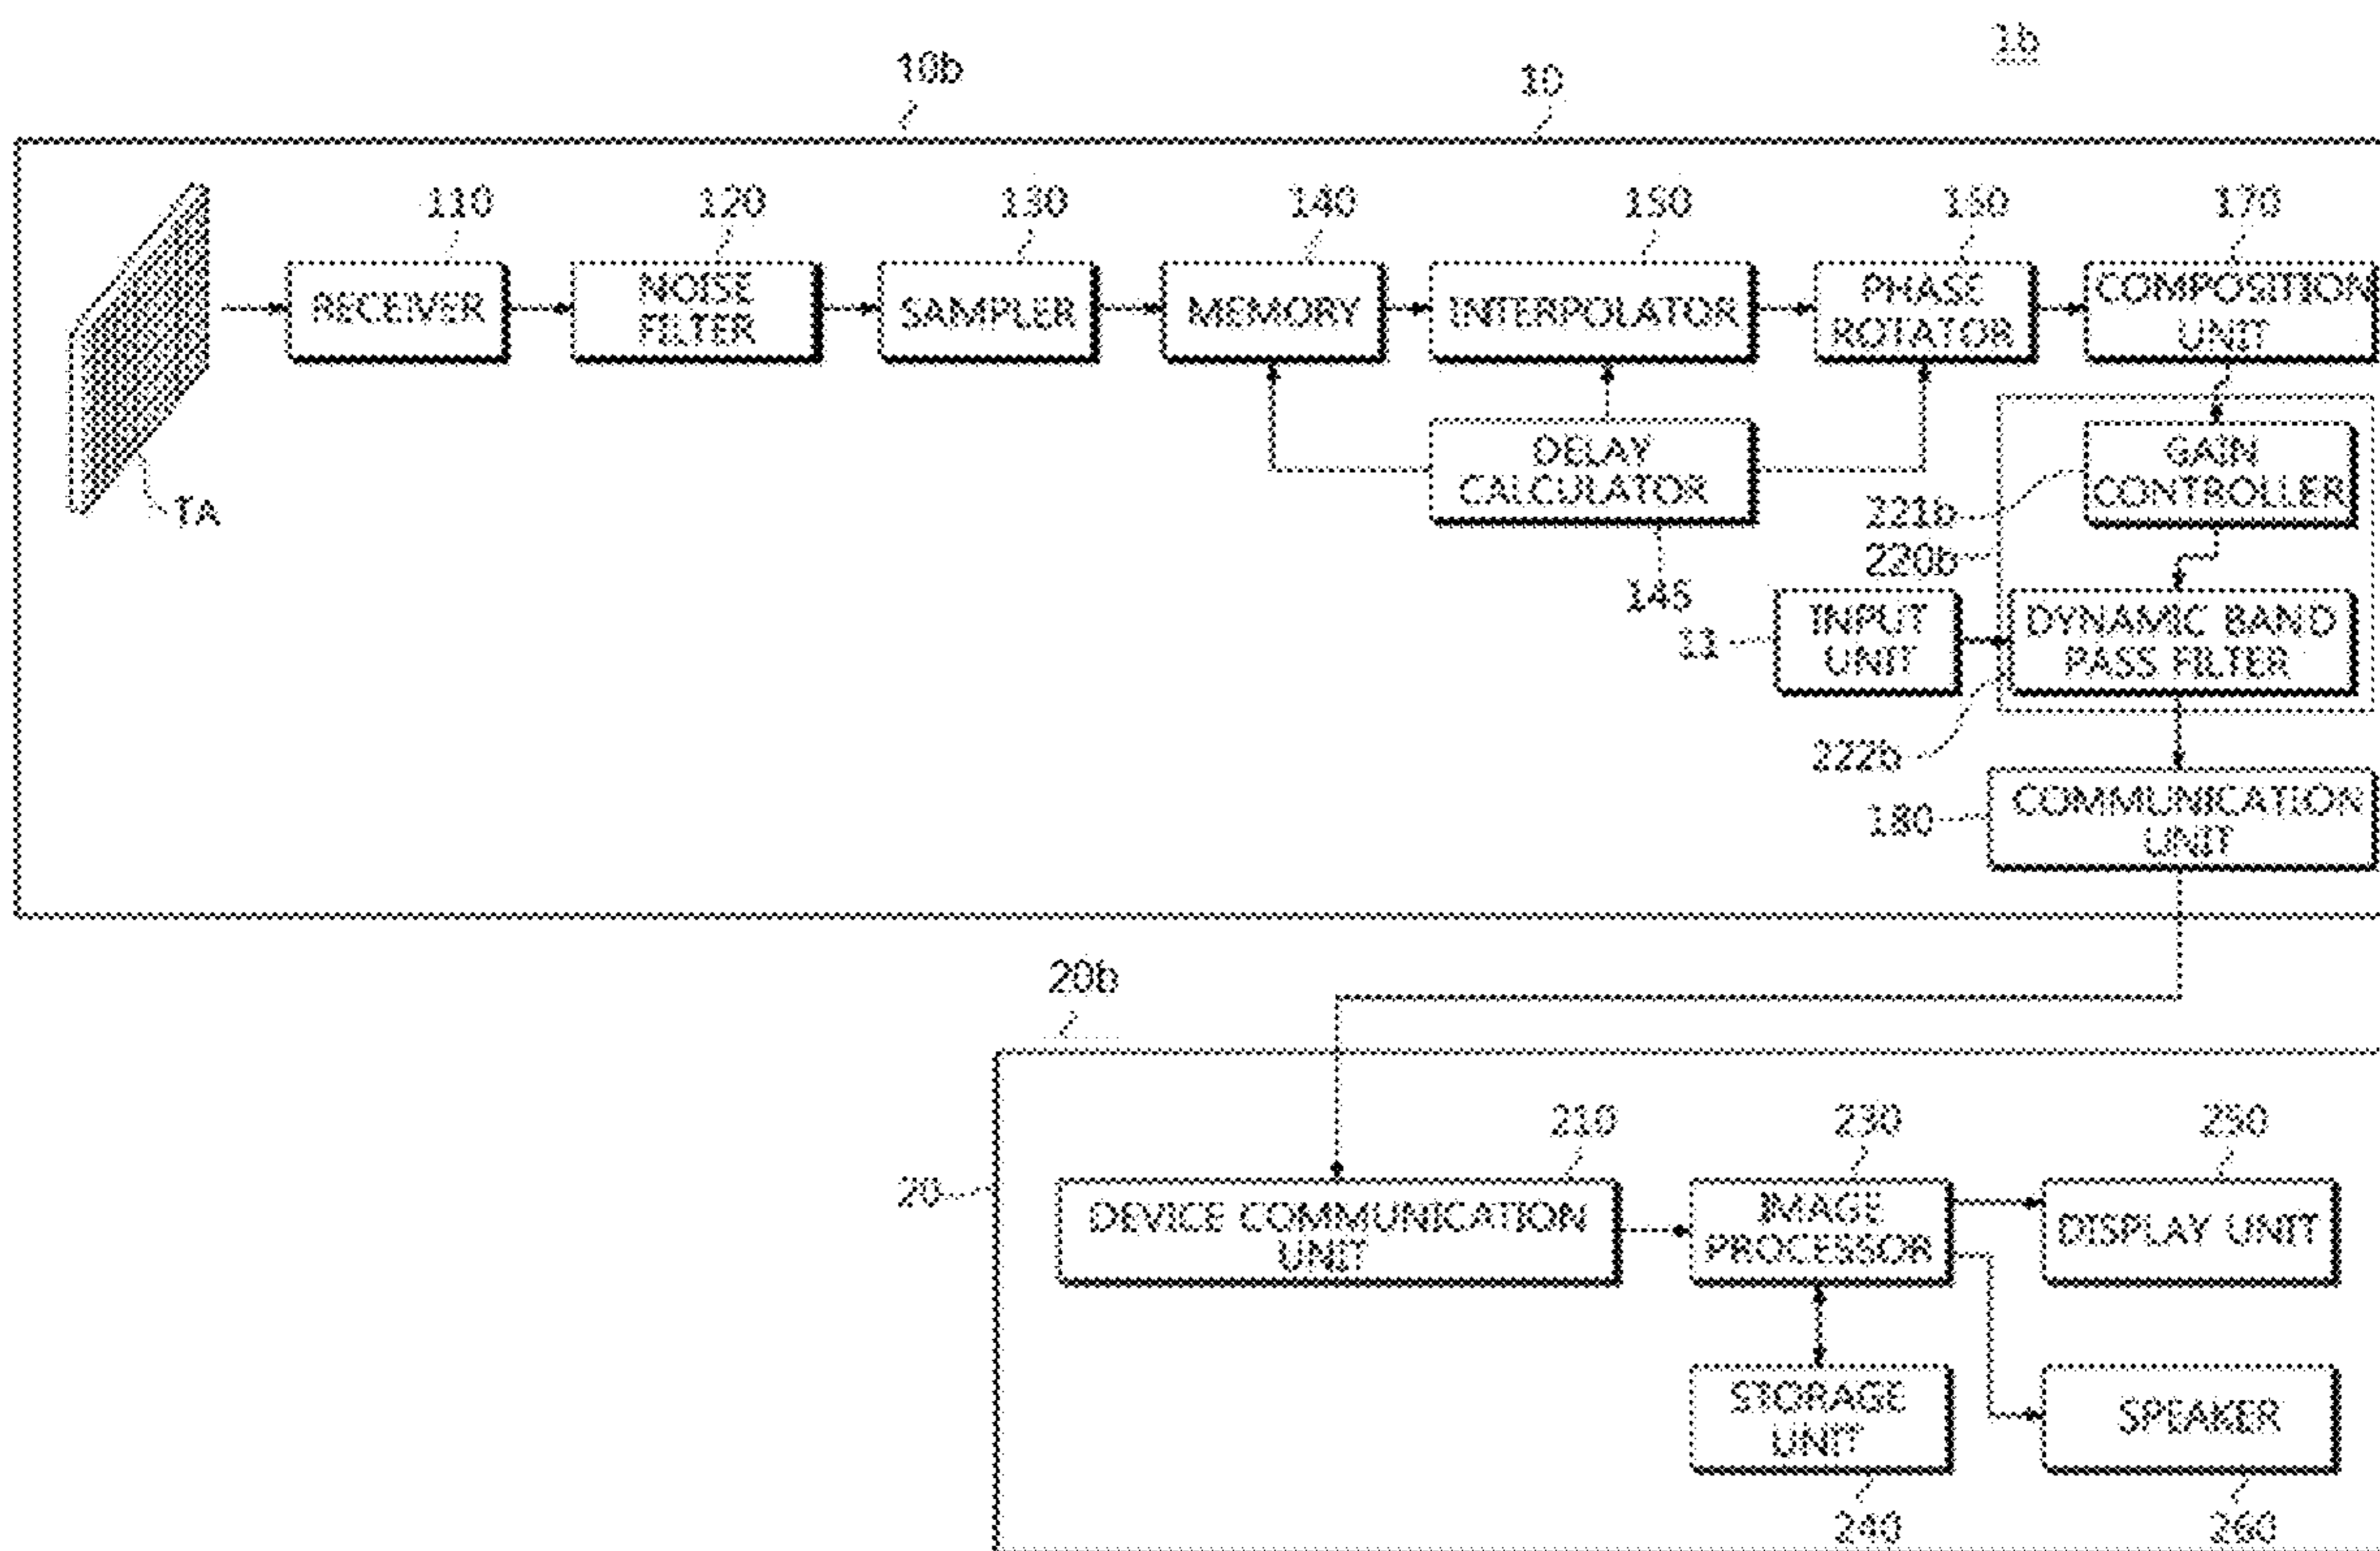 1b
10b
10
110
120
130
140
150
160
170
RECEIVER
NOISE
FILTER
SAMPLER
MEMORY
INTERPOLATOR
PHASE
ROTATOR
COMPOSITION
UNIT
DELAY
CALCULATOR
GAIN
CONTROLLER
TA
221b
220b
145
11
INPUT
UNIT
DYNAMIC BAND
PASS FILTER
222b
180
COMMUNICATION
UNIT
20b
210
230
250
20
DEVICE COMMUNICATION
UNIT
IMAGE
PROCESSOR
DISPLAY UNIT
STORAGE
UNIT
SPEAKER
240
260